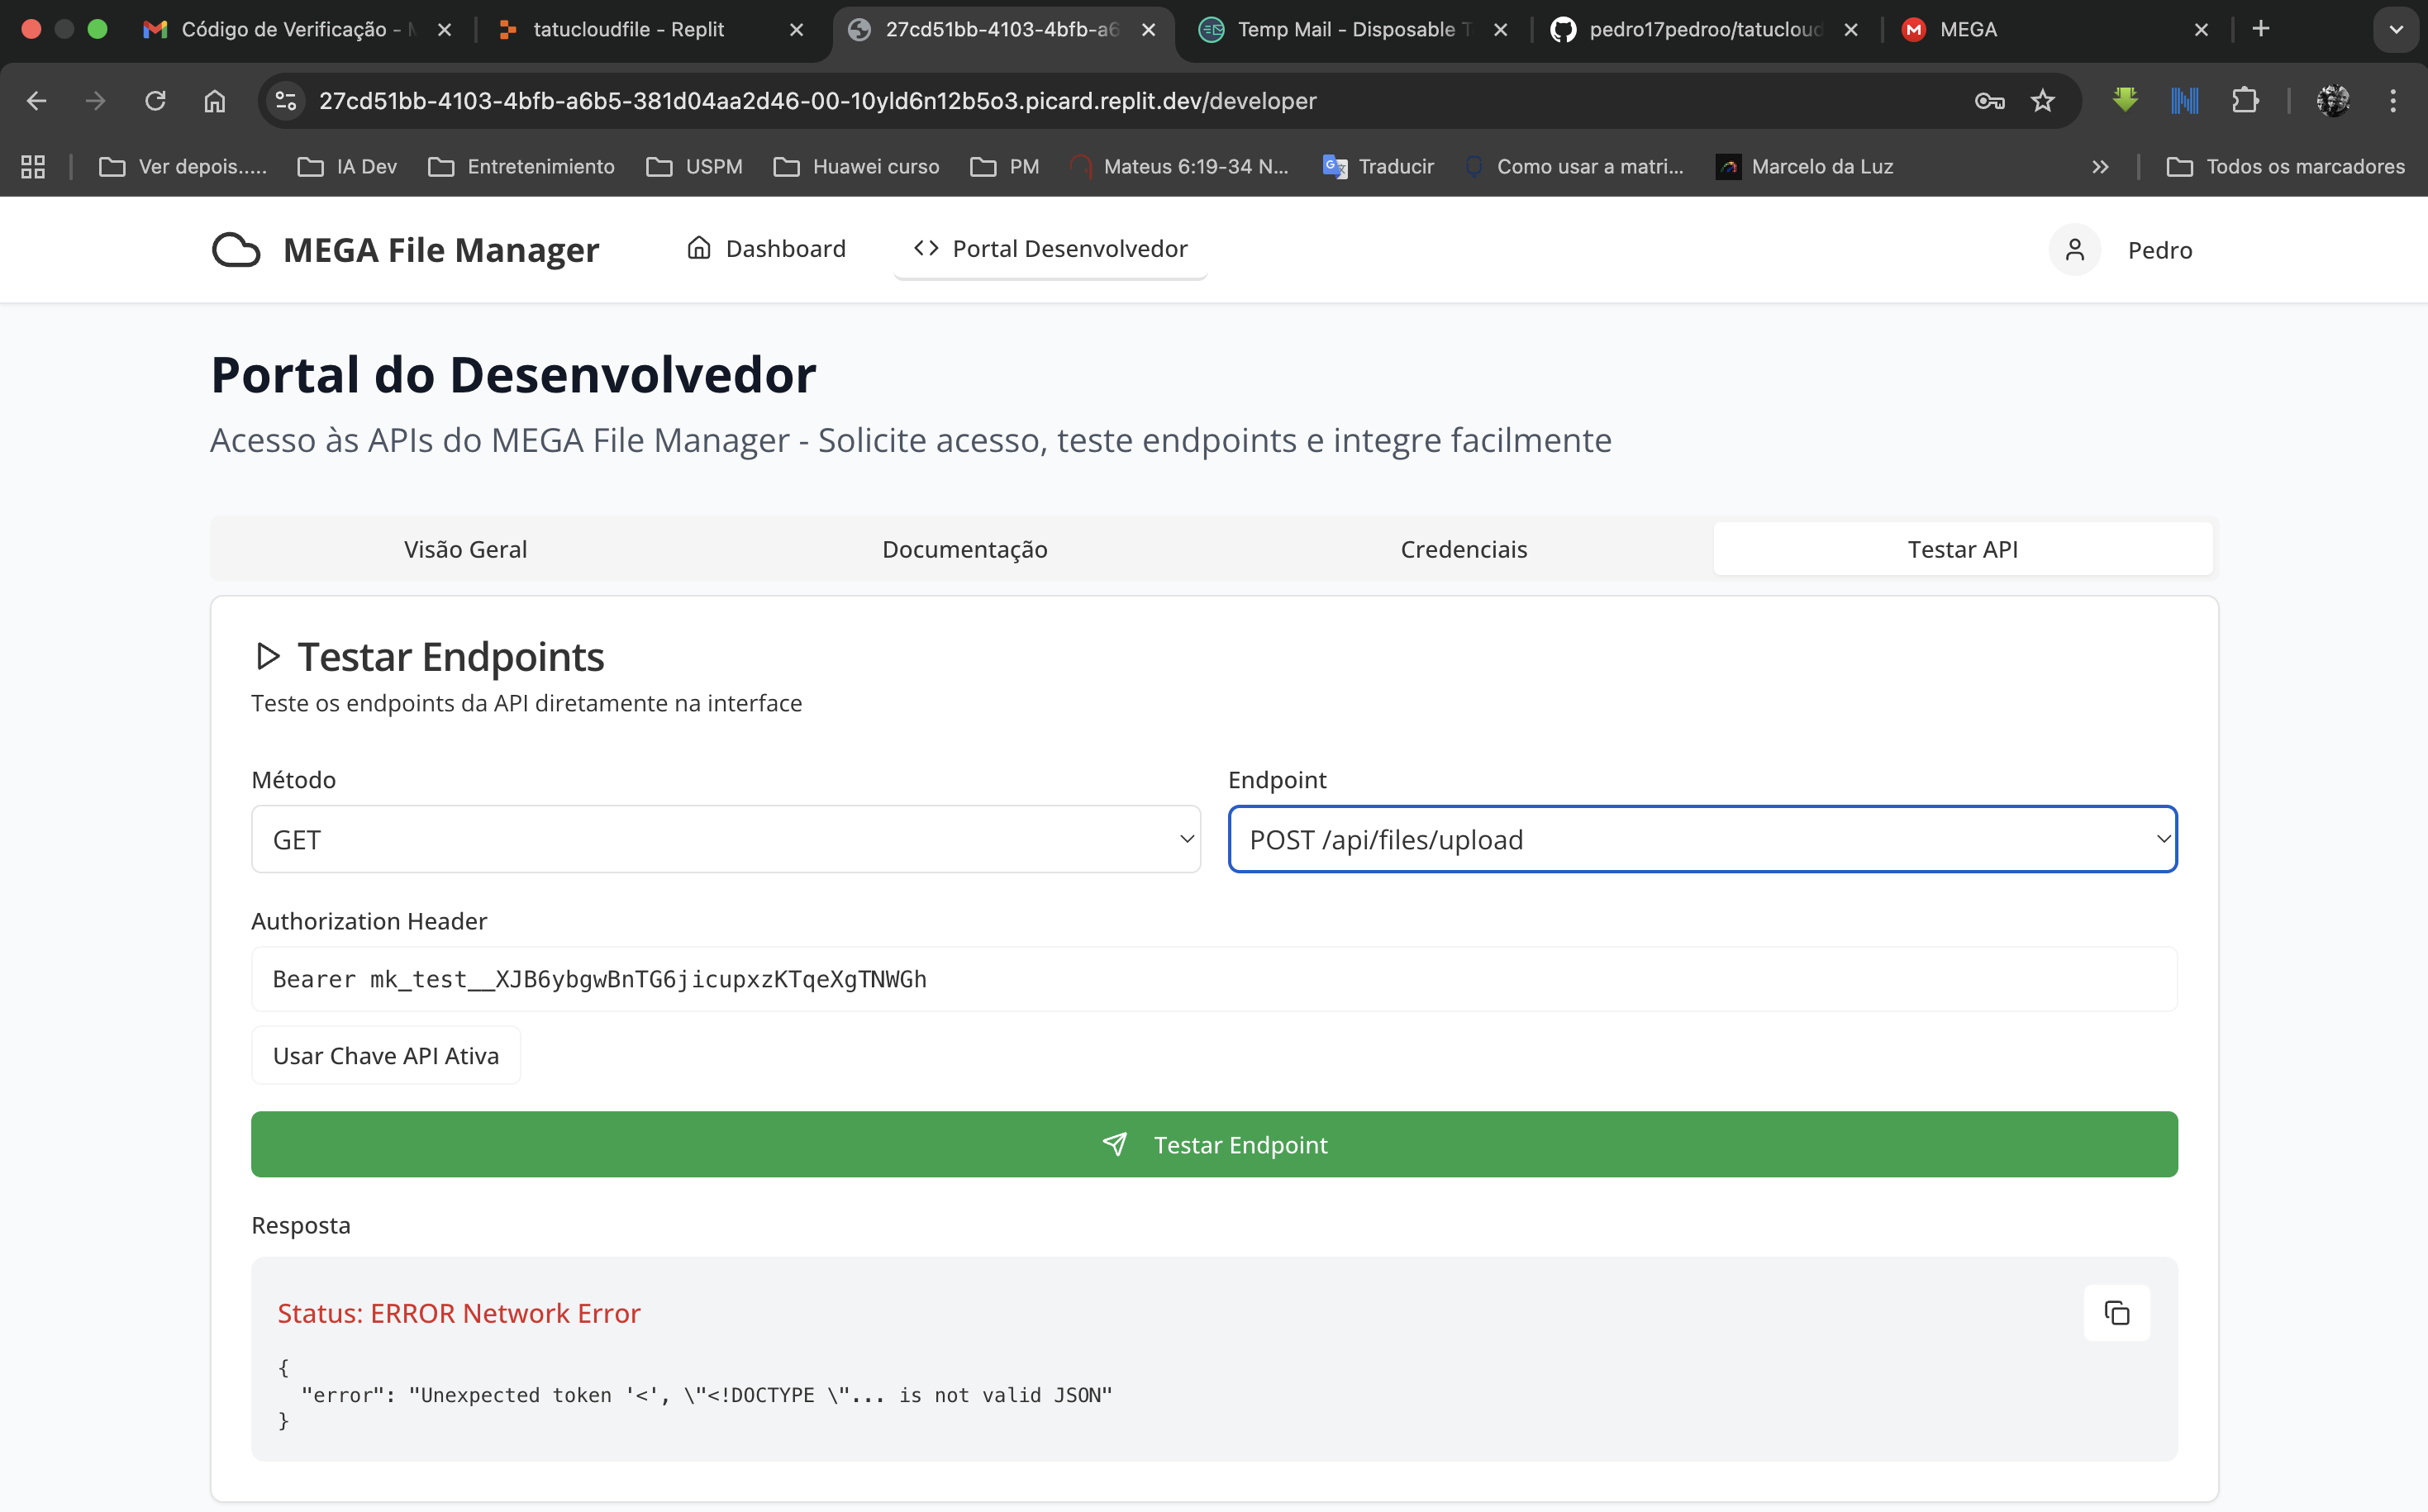 Código de Verificação - M
tatucloudfile - Replit
27cd51bb-4103-4bfb-a6
Temp Mail - Disposable T
pedro17pedroo/tatucloud
MEGA
27cd51bb-4103-4bfb-a6b5-381d04aa2d46-00-10yld6n12b5o3.picard.replit.dev/developer
Ver depois.....
IA Dev
Entretenimiento
USPM
Huawei curso
PM
Mateus 6:19-34 N...
Traducir
Como usar a matri...
Marcelo da Luz
Todos os marcadores
MEGA File Manager
Dashboard
Portal Desenvolvedor
Pedro
Portal do Desenvolvedor
Acesso às APIs do MEGA File Manager - Solicite acesso, teste endpoints e integre facilmente
Visão Geral
Documentação
Credenciais
Testar API
Testar Endpoints
Teste os endpoints da API diretamente na interface
Método
Endpoint
GET
POST /api/files/upload
Authorization Header
Bearer mk_test__XJB6ybgwBnTG6jicupxzKTqeXgTNWGh
Usar Chave API Ativa
Testar Endpoint
Resposta
Status: ERROR Network Error
{
"error": "Unexpected token '<', \"<!DOCTYPE \"... is not valid JSON"
}